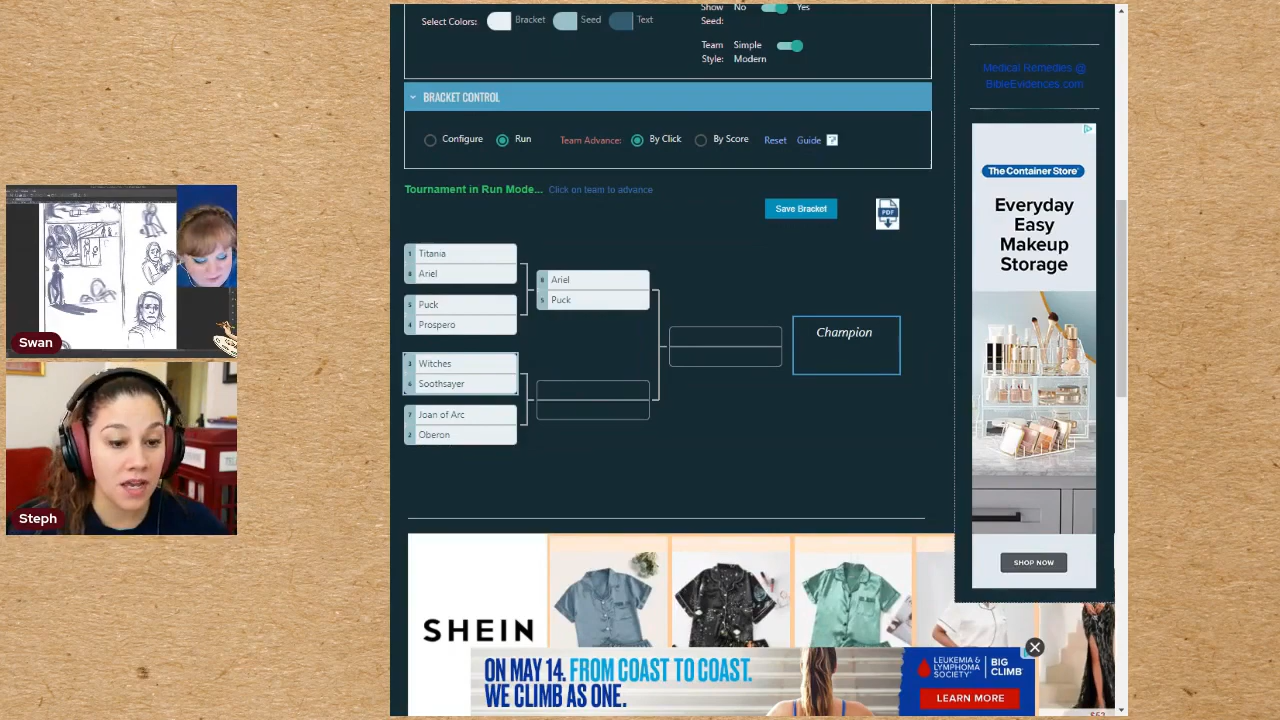 Select Colors:
Bracket
Seed
Text
Show Seed:
No
Yes
Team Style:
Simple Modern
BRACKET CONTROL
Configure
Run
Team Advance:
By Click
By Score
Reset
Guide
?
Tournament in Run Mode...
Click on team to advance
Save Bracket
PDF
1 Titania
8 Ariel
5 Puck
4 Prospero
3 Witches
6 Soothsayer
7 Joan of Arc
2 Oberon
8 Ariel
5 Puck
Champion
Swan
Steph
Medical Remedies @
BibleEvidences.com
The Container Store
Everyday
Easy
Makeup
Storage
SHOP NOW
SHEIN
ON MAY 14. FROM COAST TO COAST.
WE CLIMB AS ONE.
LEUKEMIA &
LYMPHOMA
SOCIETY
BIG
CLIMB
LEARN MORE